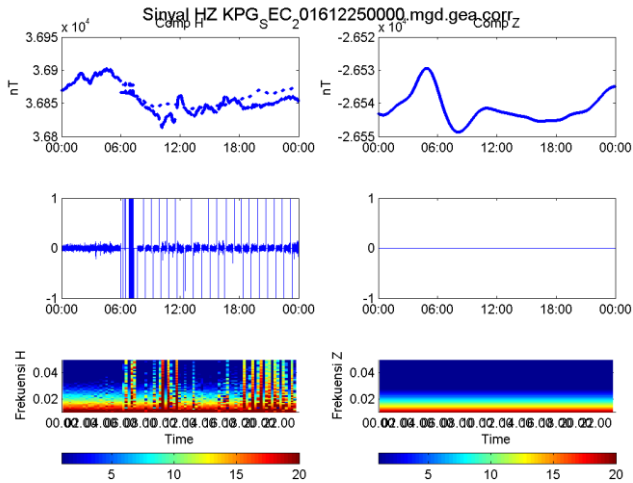 Sinyal HZ KPG_EC_01612250000.mgd.gea.corr
Comp H S 2 Comp Z
x 10^4 x 10^4
3.695 -2.652
3.69 -2.653
3.685 -2.654
3.68 -2.655
nT nT
00:00 06:00 12:00 18:00 00:00 00:00 06:00 12:00 18:00 00:00
1 1
0 0
-1 -1
00:00 06:00 12:00 18:00 00:00 00:00 06:00 12:00 18:00 00:00
Frekuensi H Frekuensi Z
0.04 0.04
0.02 0.02
Time Time
5 10 15 20 5 10 15 20